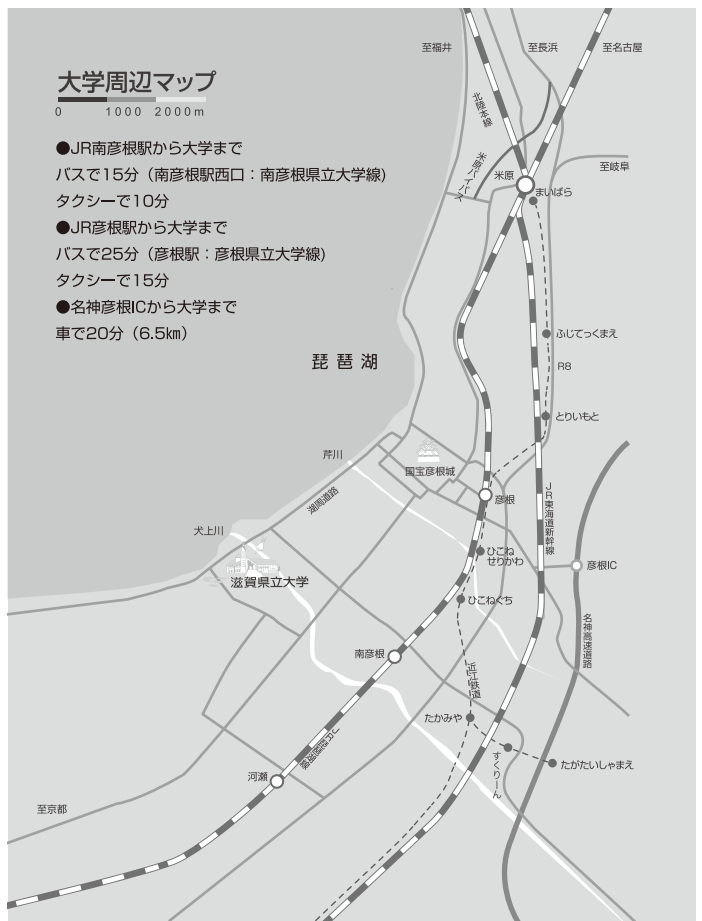 大学周辺マップ
0 1000 2000m
●JR南彦根駅から大学まで
バスで15分（南彦根駅西口：南彦根県立大学線)
タクシーで10分
●JR彦根駅から大学まで
バスで25分（彦根駅：彦根県立大学線)
タクシーで15分
●名神彦根ICから大学まで
車で20分（6.5㎞）
至福井
至長浜
至名古屋
北陸本線
米原バイパス
至岐阜
米原
まいばら
ふじてっくまえ
R8
琵琶湖
とりいもと
芹川
国宝彦根城
湖周道路
彦根
JR東海道新幹線
犬上川
ひこね
せりかわ
彦根IC
滋賀県立大学
ひこねぐち
名神高速道路
南彦根
近江鉄道
たかみや
すくりーん
たがたいしゃまえ
河瀬
至京都